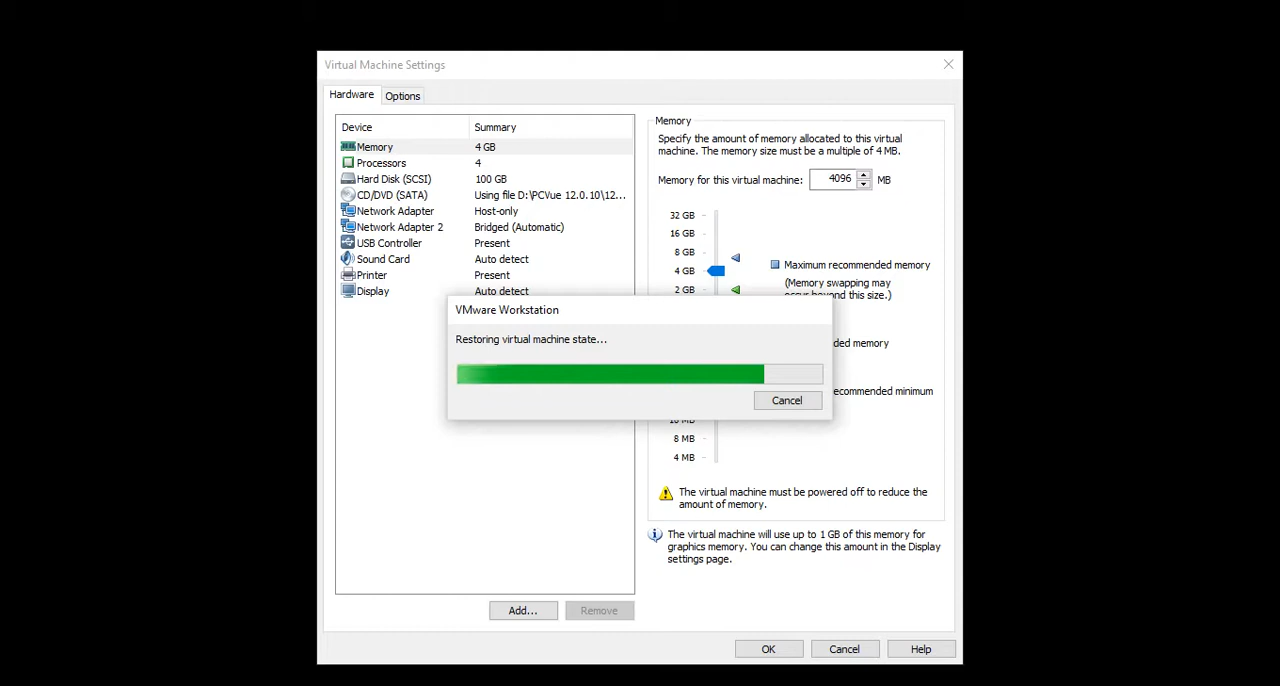 Virtual Machine Settings
Hardware Options
Device Summary
Memory 4 GB
Processors 4
Hard Disk (SCSI) 100 GB
CD/DVD (SATA) Using file D:\PCVue 12.0.10\12...
Network Adapter Host-only
Network Adapter 2 Bridged (Automatic)
USB Controller Present
Sound Card Auto detect
Printer Present
Display Auto detect
Add... Remove
Memory
Specify the amount of memory allocated to this virtual
machine. The memory size must be a multiple of 4 MB.
Memory for this virtual machine: 4096 MB
32 GB
16 GB
8 GB
4 GB
2 GB
Maximum recommended memory
(Memory swapping may
occur beyond this size.)
VMware Workstation
Restoring virtual machine state...
Cancel
memory
minimum
8 MB
4 MB
The virtual machine must be powered off to reduce the
amount of memory.
The virtual machine will use up to 1 GB of this memory for
graphics memory. You can change this amount in the Display
settings page.
OK Cancel Help